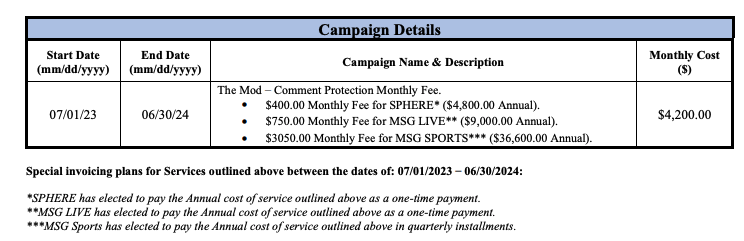 Campaign Details
Start Date
(mm/dd/yyyy)
End Date
(mm/dd/yyyy)
Campaign Name & Description
Monthly Cost
($)
07/01/23
06/30/24
The Mod – Comment Protection Monthly Fee.
• $400.00 Monthly Fee for SPHERE* ($4,800.00 Annual).
• $750.00 Monthly Fee for MSG LIVE** ($9,000.00 Annual).
• $3050.00 Monthly Fee for MSG SPORTS*** ($36,600.00 Annual).
$4,200.00
Special invoicing plans for Services outlined above between the dates of: 07/01/2023 – 06/30/2024:
*SPHERE has elected to pay the Annual cost of service outlined above as a one-time payment.
**MSG LIVE has elected to pay the Annual cost of service outlined above as a one-time payment.
***MSG Sports has elected to pay the Annual cost of service outlined above in quarterly installments.